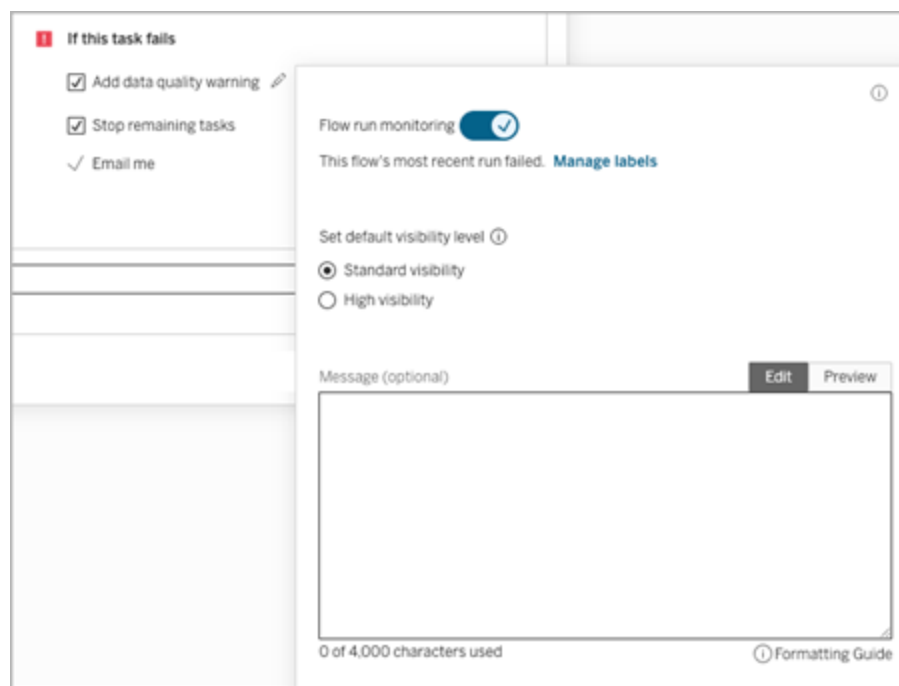 If this task fails
Add data quality warning
Stop remaining tasks
Email me
Flow run monitoring
This flow's most recent run failed. Manage labels
Set default visibility level
Standard visibility
High visibility
Message (optional)
Edit Preview
0 of 4,000 characters used
Formatting Guide